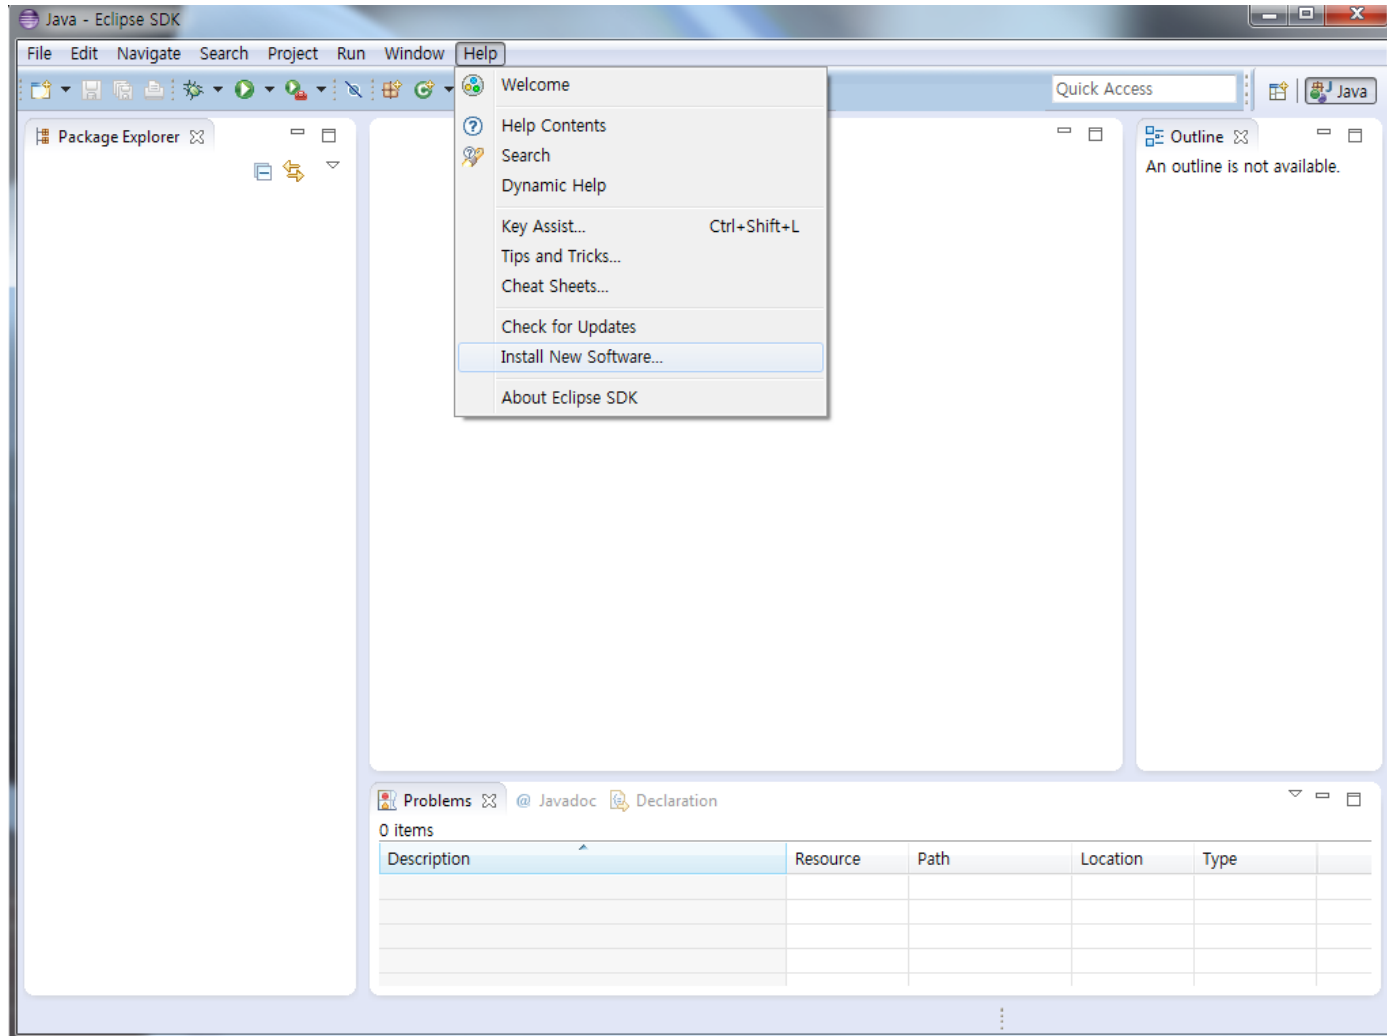 Java - Eclipse SDK
File Edit Navigate Search Project Run Window Help
Quick Access
Java
Package Explorer
Welcome
Help Contents
Search
Dynamic Help
Key Assist... Ctrl+Shift+L
Tips and Tricks...
Cheat Sheets...
Check for Updates
Install New Software...
About Eclipse SDK
Outline
An outline is not available.
Problems @ Javadoc Declaration
0 items
Description Resource Path Location Type